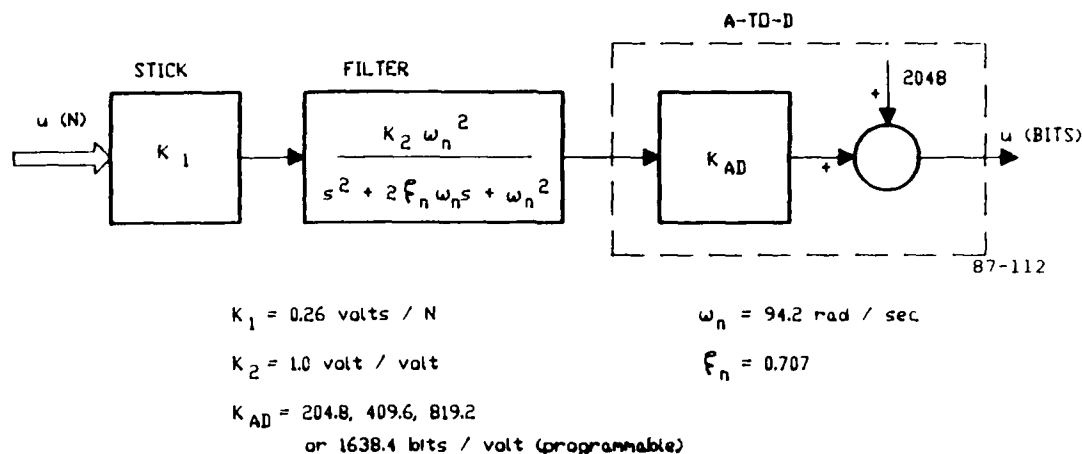 A-TO-D
STICK
FILTER
2048
+
u (N)
K 1
K 2 ω n 2
s 2 + 2 ξ n ω n s + ω n 2
K AD
+
u (BITS)
87-112
K 1 = 0.26 volts / N
ω n = 94.2 rad / sec
K 2 = 1.0 volt / volt
ξ n = 0.707
K AD = 204.8, 409.6, 819.2
or 1638.4 bits / volt (programmable)